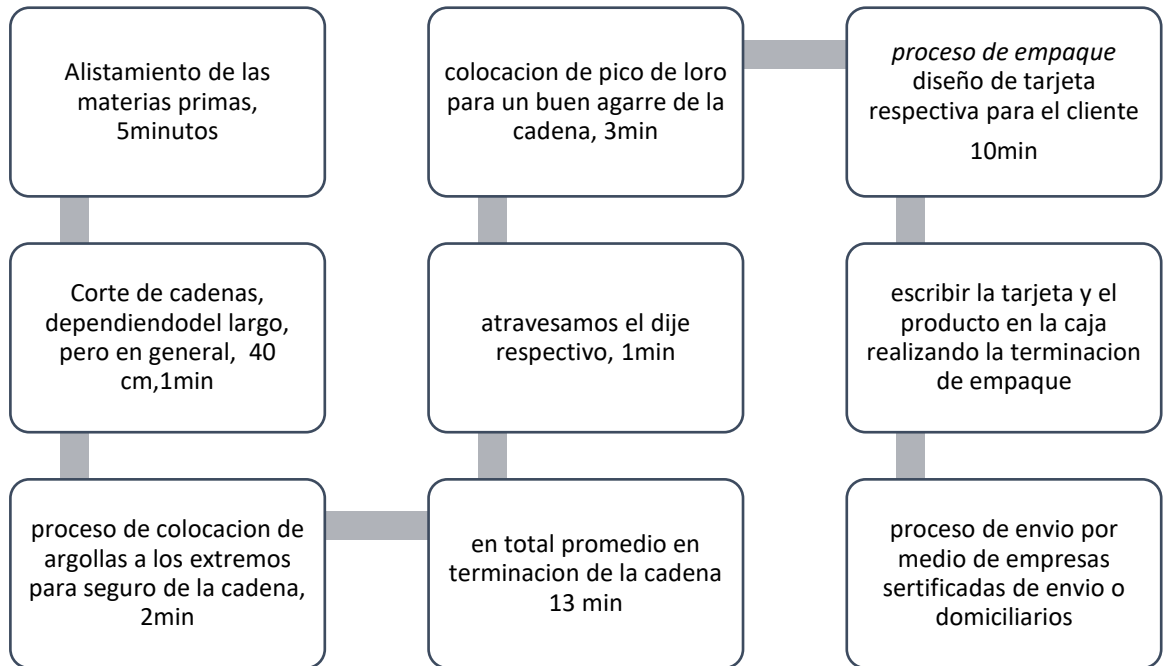 Alistamiento de las
materias primas,
5minutos
Corte de cadenas,
dependiendodel largo,
pero en general, 40
cm,1min
proceso de colocacion de
argollas a los extremos
para seguro de la cadena,
2min
en total promedio en
terminacion de la cadena
13 min
atravesamos el dije
respectivo, 1min
colocacion de pico de loro
para un buen agarre de la
cadena, 3min
proceso de empaque
diseño de tarjeta
respectiva para el cliente
10min
escribir la tarjeta y el
producto en la caja
realizando la terminacion
de empaque
proceso de envio por
medio de empresas
sertificadas de envio o
domiciliarios